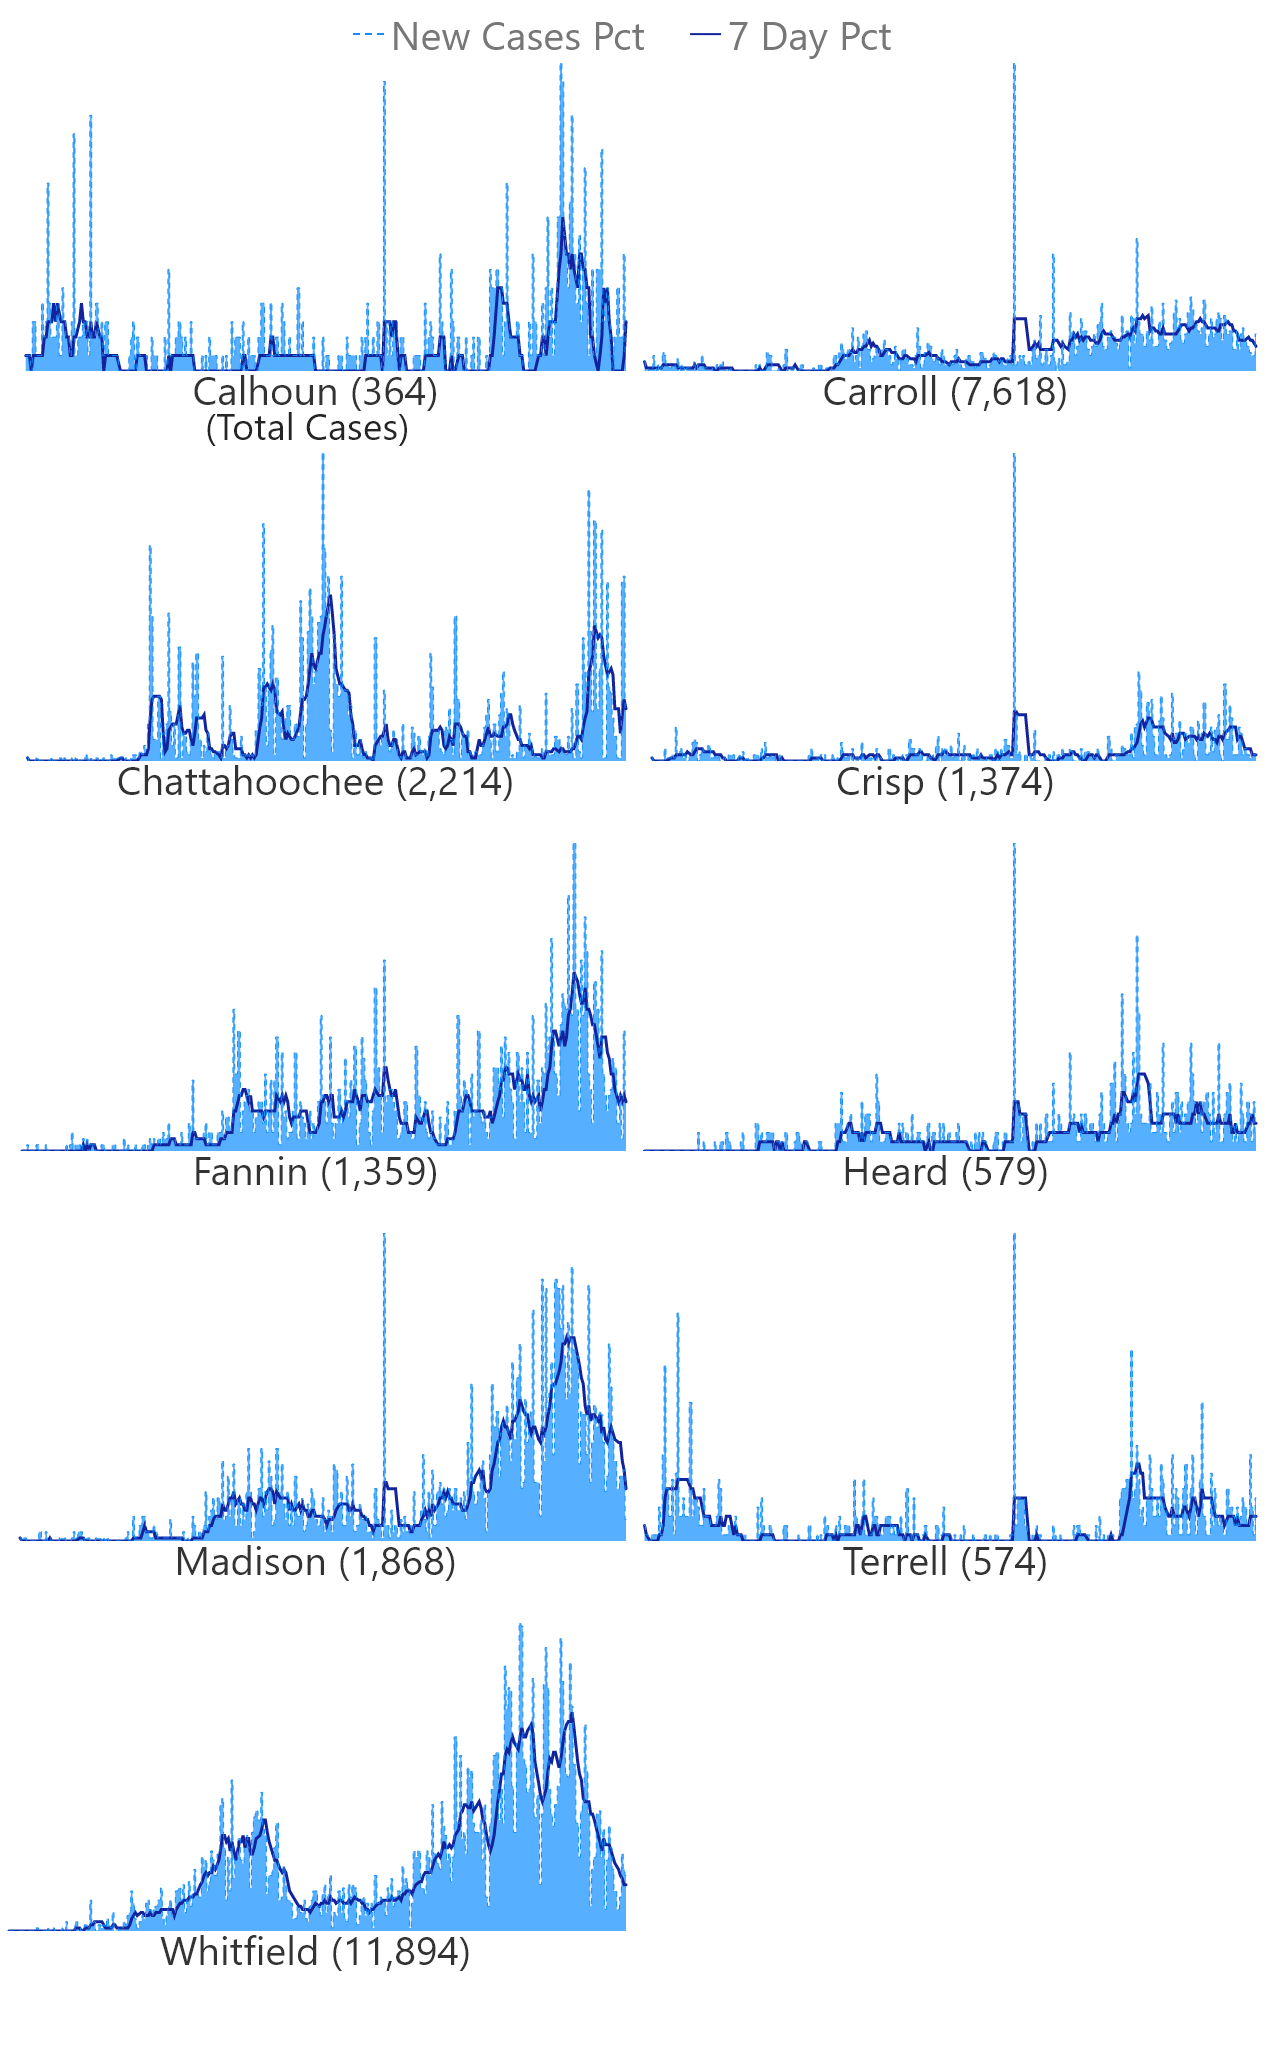 New Cases Pct 7 Day Pct
Calhoun (364) Carroll (7,618)
(Total Cases)
Chattahoochee (2,214) Crisp (1,374)
Fannin (1,359) Heard (579)
Madison (1,868) Terrell (574)
Whitfield (11,894)